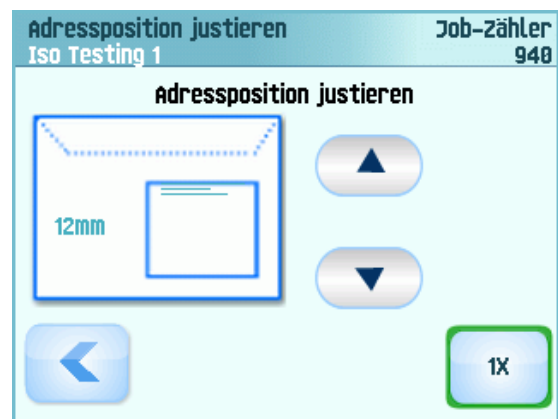 Adressposition justieren
Job-Zähler
Iso Testing 1
940
Adressposition justieren
12mm
1X